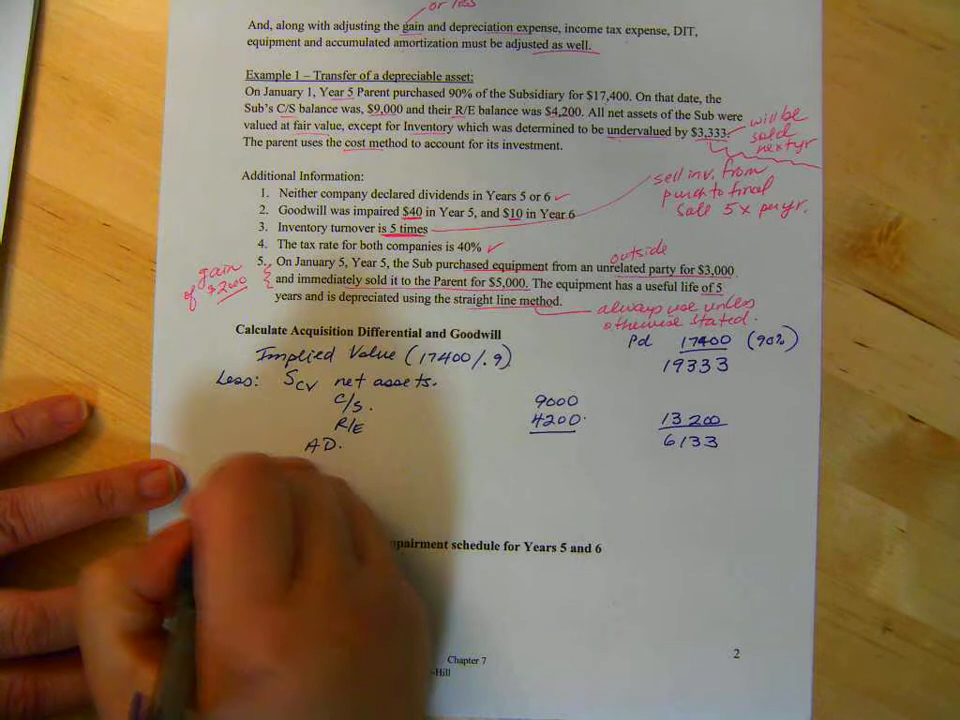 or less
And, along with adjusting the gain and depreciation expense, income tax expense, DIT,
equipment and accumulated amortization must be adjusted as well.
Example 1 – Transfer of a depreciable asset:
On January 1, Year 5 Parent purchased 90% of the Subsidiary for $17,400. On that date, the
Sub's C/S balance was, $9,000 and their R/E balance was $4,200. All net assets of the Sub were
valued at fair value, except for Inventory which was determined to be undervalued by $3,333.
will be
sold
next yr
The parent uses the cost method to account for its investment.
Additional Information:
sell inv. from
purch to final
sale 5x per yr.
1. Neither company declared dividends in Years 5 or 6
2. Goodwill was impaired $40 in Year 5, and $10 in Year 6
3. Inventory turnover is 5 times
4. The tax rate for both companies is 40%
outside
5. On January 5, Year 5, the Sub purchased equipment from an unrelated party for $3,000
and immediately sold it to the Parent for $5,000. The equipment has a useful life of 5
years and is depreciated using the straight line method.
gain
of $2000
always use unless
otherwise stated.
Calculate Acquisition Differential and Goodwill
Pd 17400 (90%)
Implied Value (17400/.9) 19333
Less: SCV net assets.
C/S. 9000
R/E 4200 13 200
AD. 6133
pairment schedule for Years 5 and 6
Chapter 7
-Hill
2